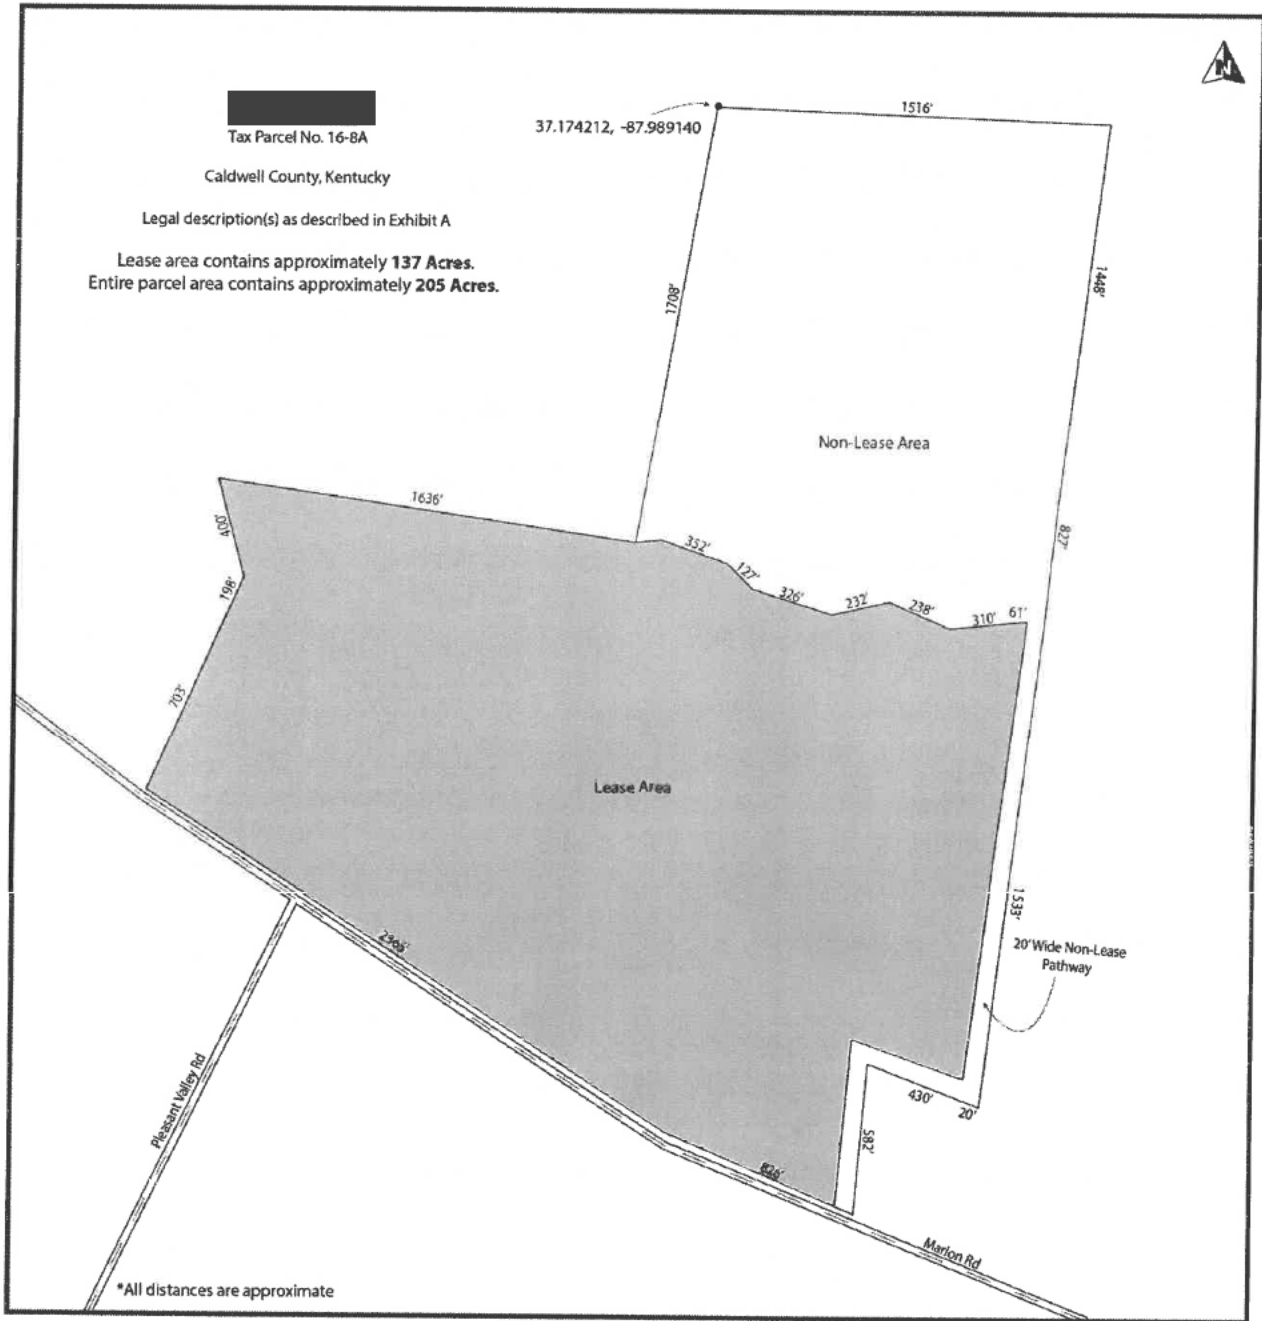 N
Tax Parcel No. 16-8A
Caldwell County, Kentucky
Legal description(s) as described in Exhibit A
Lease area contains approximately 137 Acres.
Entire parcel area contains approximately 205 Acres.
37.174212, -87.989140
1516'
1708'
1448'
Non-Lease Area
827'
1636'
400'
198'
703'
352'
127'
326'
232'
238'
310'
61'
Lease Area
1533'
20' Wide Non-Lease
Pathway
430'
20'
582'
826'
Pleasant Valley Rd
Marion Rd
*All distances are approximate